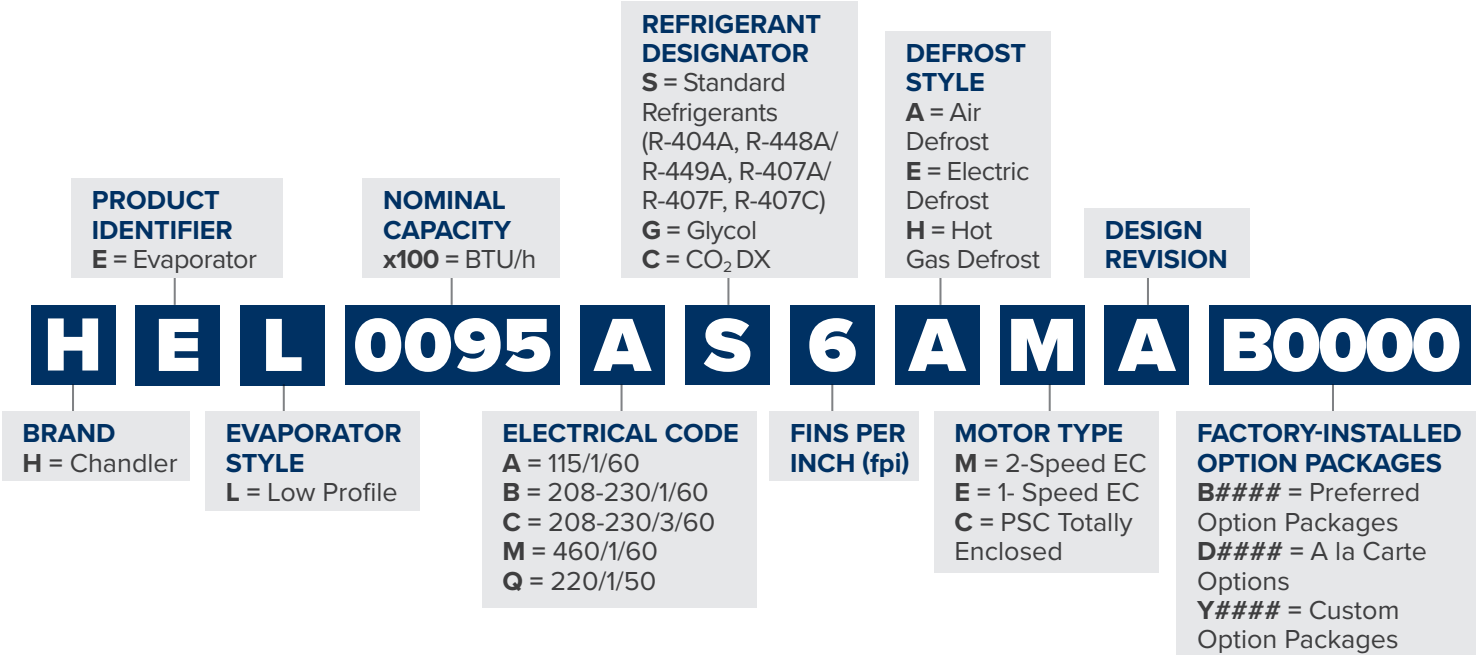 REFRIGERANT
DESIGNATOR
S = Standard
Refrigerants
(R-404A, R-448A/
R-449A, R-407A/
R-407F, R-407C)
G = Glycol
C = CO₂ DX
DEFROST
STYLE
A = Air
Defrost
E = Electric
Defrost
H = Hot
Gas Defrost
PRODUCT
IDENTIFIER
E = Evaporator
NOMINAL
CAPACITY
x100 = BTU/h
DESIGN
REVISION
H E L 0095 A S 6 A M A B0000
BRAND
H = Chandler
EVAPORATOR
STYLE
L = Low Profile
ELECTRICAL CODE
A = 115/1/60
B = 208-230/1/60
C = 208-230/3/60
M = 460/1/60
Q = 220/1/50
FINS PER
INCH (fpi)
MOTOR TYPE
M = 2-Speed EC
E = 1- Speed EC
C = PSC Totally
Enclosed
FACTORY-INSTALLED
OPTION PACKAGES
B#### = Preferred
Option Packages
D#### = A la Carte
Options
Y#### = Custom
Option Packages